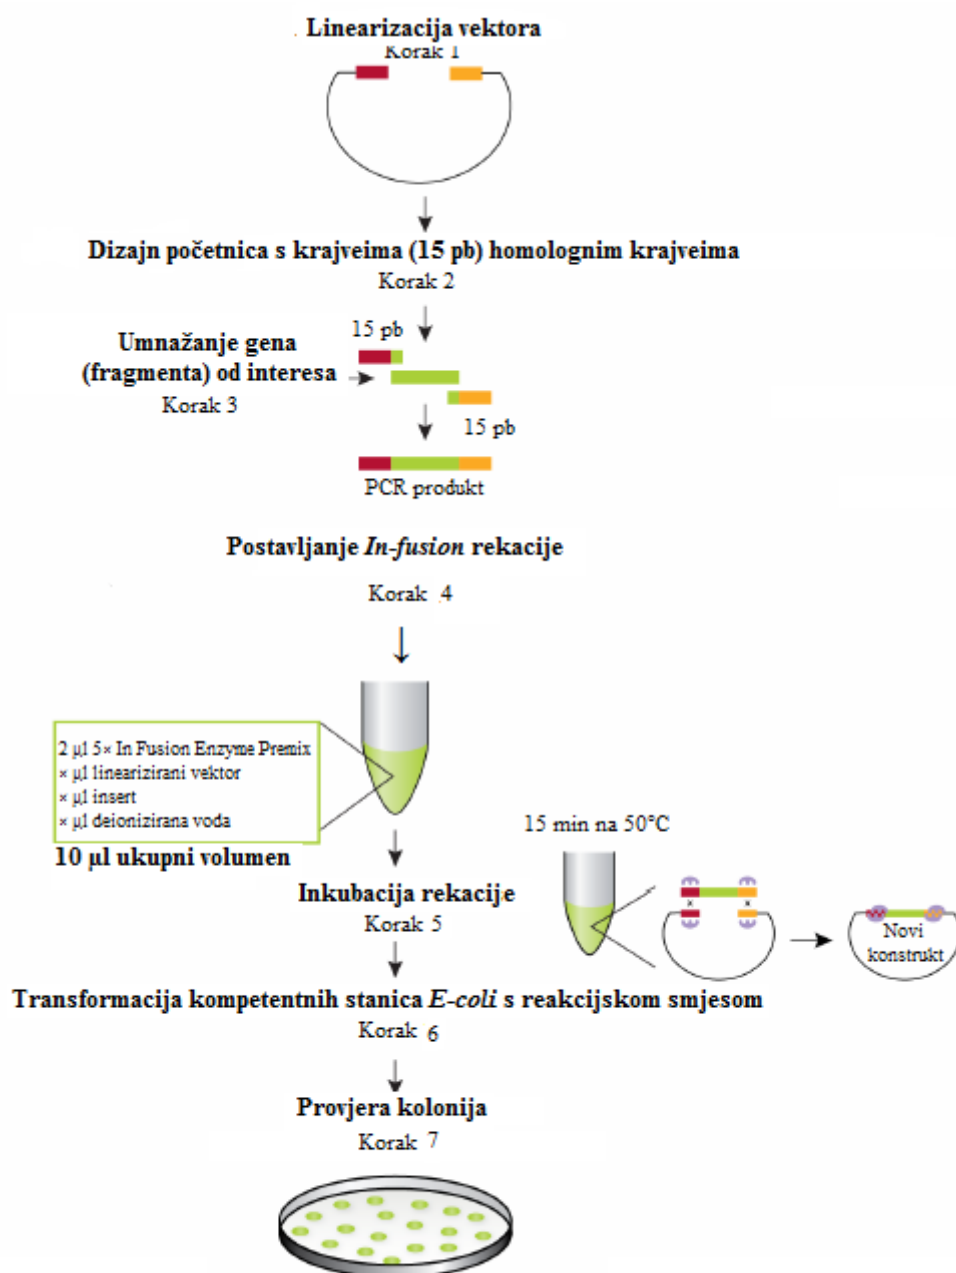 Linearizacija vektora
Korak 1
Dizajn početnica s krajveima (15 pb) homolognim krajveima
Korak 2
15 pb
Umnažanje gena
(fragmenta) od interesa
Korak 3
15 pb
PCR produkt
Postavljanje In-fusion rekacije
Korak 4
2 µl 5× In Fusion Enzyme Premix
× µl linearizirani vektor
× µl insert
× µl deionizirana voda
10 µl ukupni volumen
15 min na 50°C
Inkubacija rekacije
Korak 5
Novi
konstrukt
Transformacija kompetentnih stanica E-coli s reakcijskom smjesom
Korak 6
Provjera kolonija
Korak 7